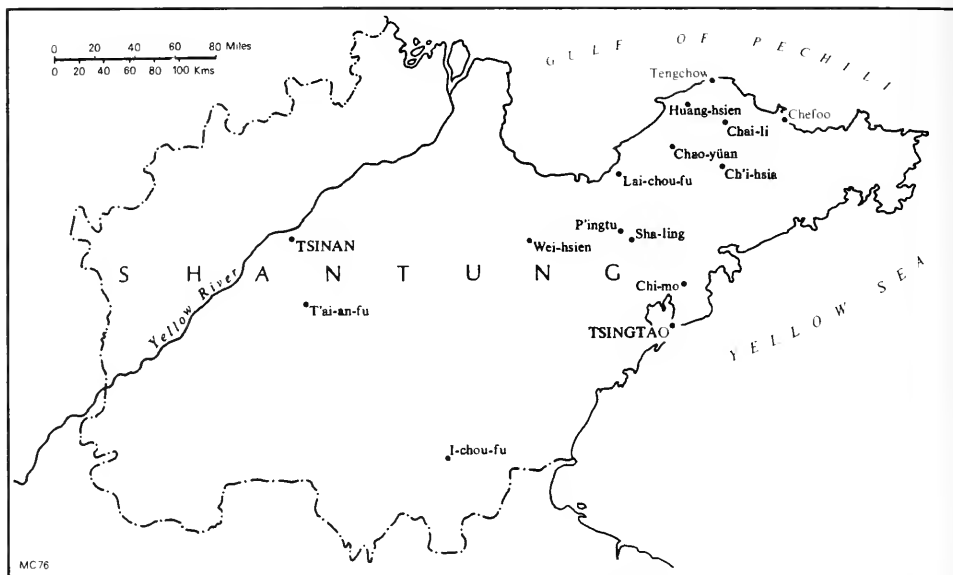 0 20 40 60 80 Miles
0 20 40 60 80 100 Kms
GULF OF PECHILI
Tengchow
Huang-hsien
Chefoo
Chai-li
Chao-yüan
Ch'i-hsia
Lai-chou-fu
P'ingtu
Sha-ling
TSINAN
Wei-hsien
SHANTUNG
Chi-mo
T'ai-an-fu
Yellow River
TSINGTAO
YELLOW SEA
I-chou-fu
MC76